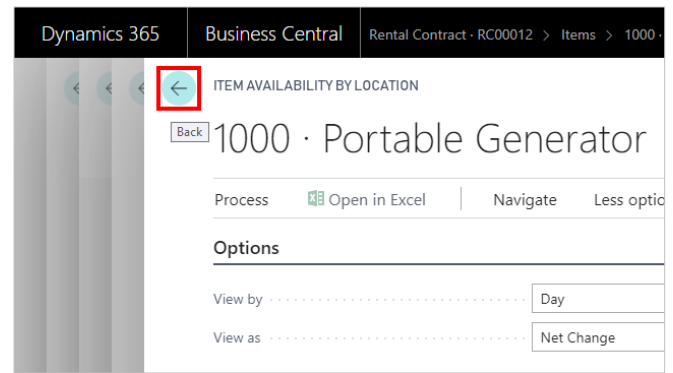 Dynamics 365 Business Central Rental Contract · RC00012 > Items > 1000 ·
ITEM AVAILABILITY BY LOCATION
Back
1000 · Portable Generator
Process Open in Excel Navigate Less optio
Options
View by Day
View as Net Change